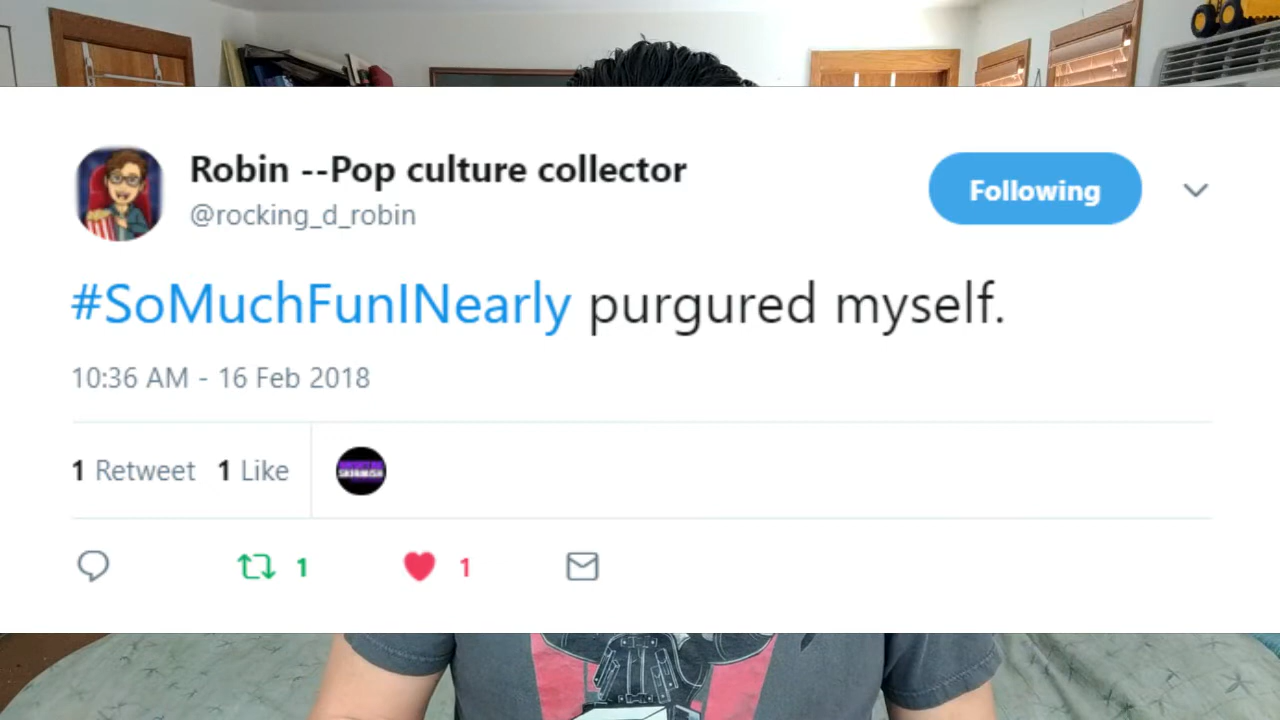 Robin --Pop culture collector
Following
@rocking_d_robin
#SoMuchFunINearly purgured myself.
10:36 AM - 16 Feb 2018
1 Retweet 1 Like
1 1